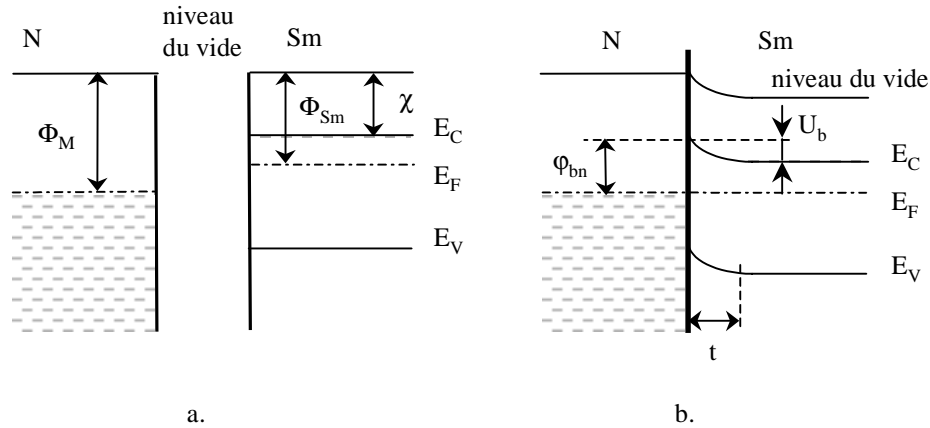 N
niveau
du vide
Sm
Φ_M
Φ_Sm
χ
E_C
E_F
E_V
a.
N
Sm
niveau du vide
U_b
φ_bn
E_C
E_F
E_V
t
b.